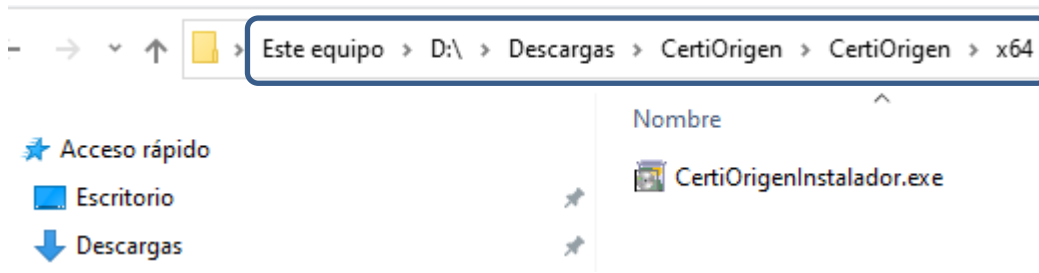 Este equipo > D:\ > Descargas > CertiOrigen > CertiOrigen > x64
Nombre
Acceso rápido
CertiOrigenInstalador.exe
Escritorio
Descargas